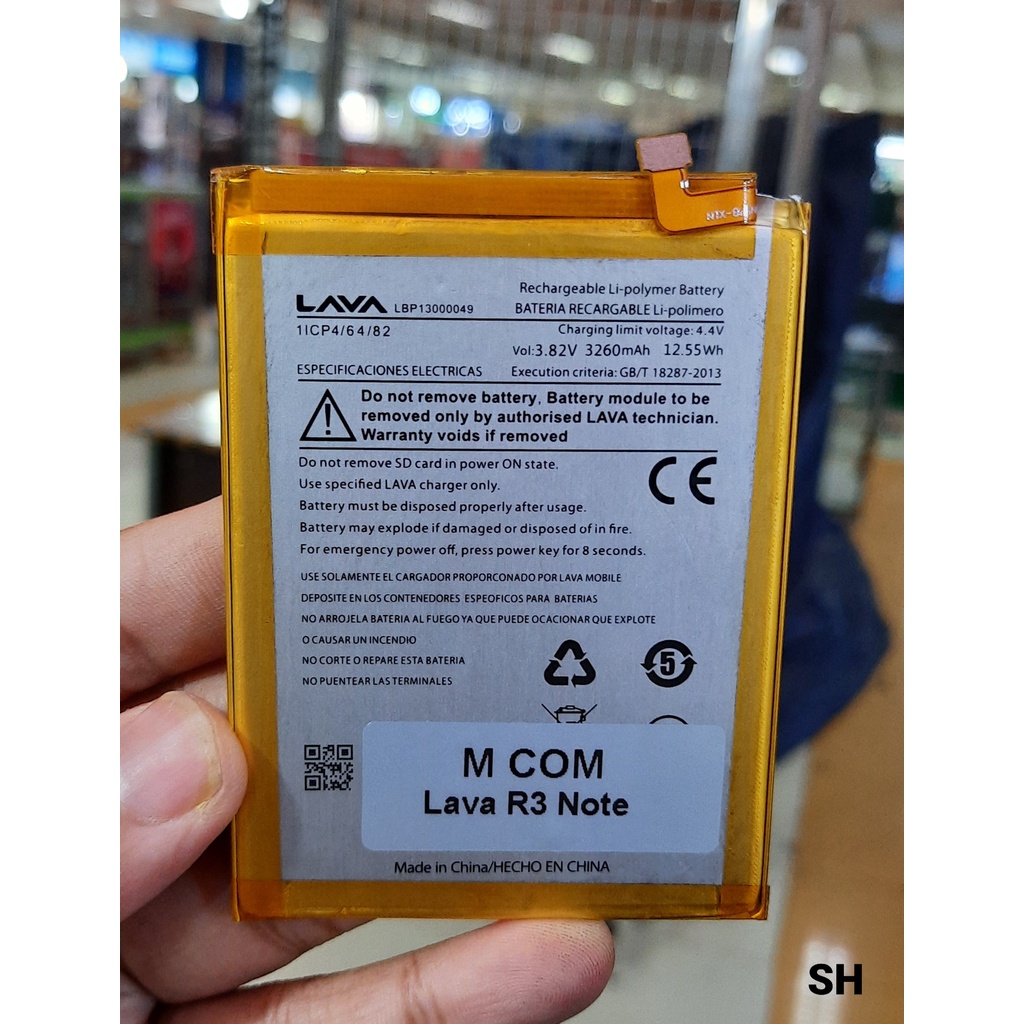 LAVA LBP13000049
1ICP4/64/82
Rechargeable Li-polymer Battery
BATERIA RECARGABLE Li-polimero
Charging limit voltage: 4.4V
Vol:3.82V 3260mAh 12.55Wh
ESPECIFICACIONES ELECTRICAS
Execution criteria: GB/T 18287-2013
Do not remove battery, Battery module to be
removed only by authorised LAVA technician.
Warranty voids if removed
Do not remove SD card in power ON state.
Use specified LAVA charger only.
Battery must be disposed properly after usage.
Battery may explode if damaged or disposed of in fire.
For emergency power off, press power key for 8 seconds.
CE
USE SOLAMENTE EL CARGADOR PROPORCONADO POR LAVA MOBILE
DEPOSITE EN LOS CONTENEDORES ESPEOFICOS PARA BATERIAS
NO ARROJELA BATERIA AL FUEGO YA QUE PUEDE OCACIONAR QUE EXPLOTE
O CAUSAR UN INCENDIO
NO CORTE O REPARE ESTA BATERIA
NO PUENTEAR LAS TERMINALES
5
M COM
Lava R3 Note
Made in China/HECHO EN CHINA
SH